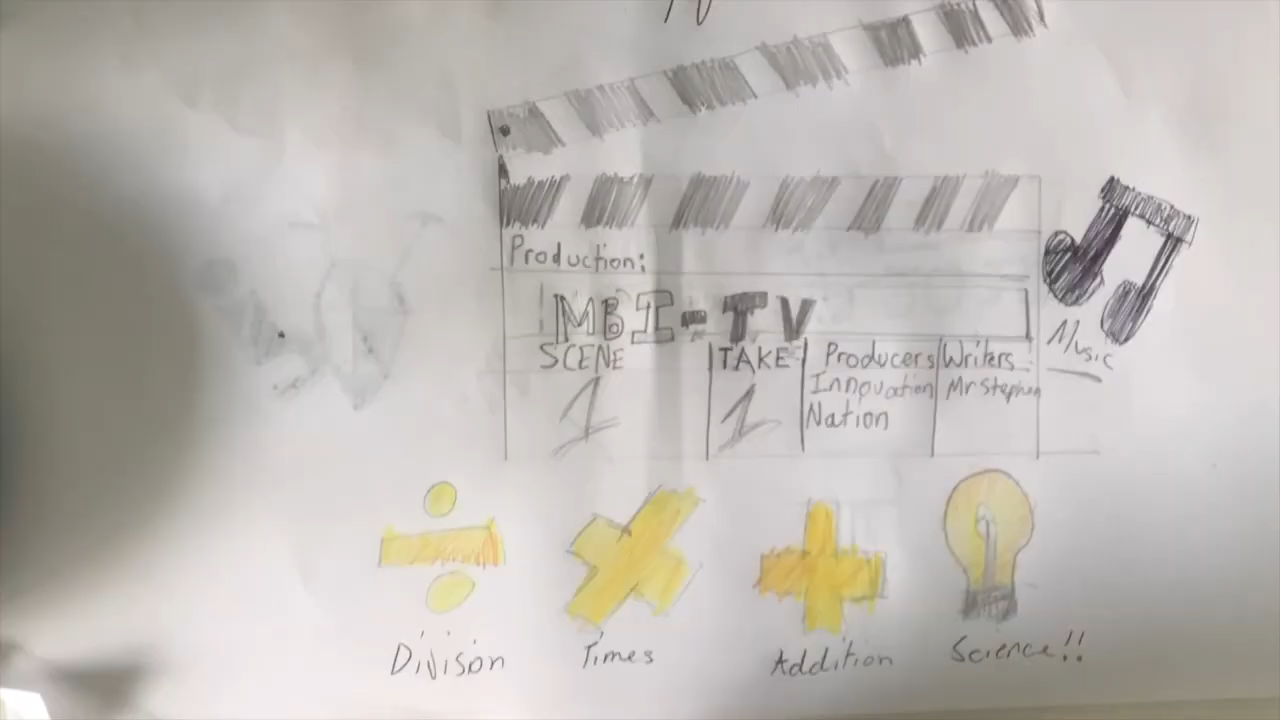 Production:
MBI-TV
SCENE TAKE Producers Writers
1 1 Innovation Mr Stephen
Nation
Music
Divison Times Addition Science!!